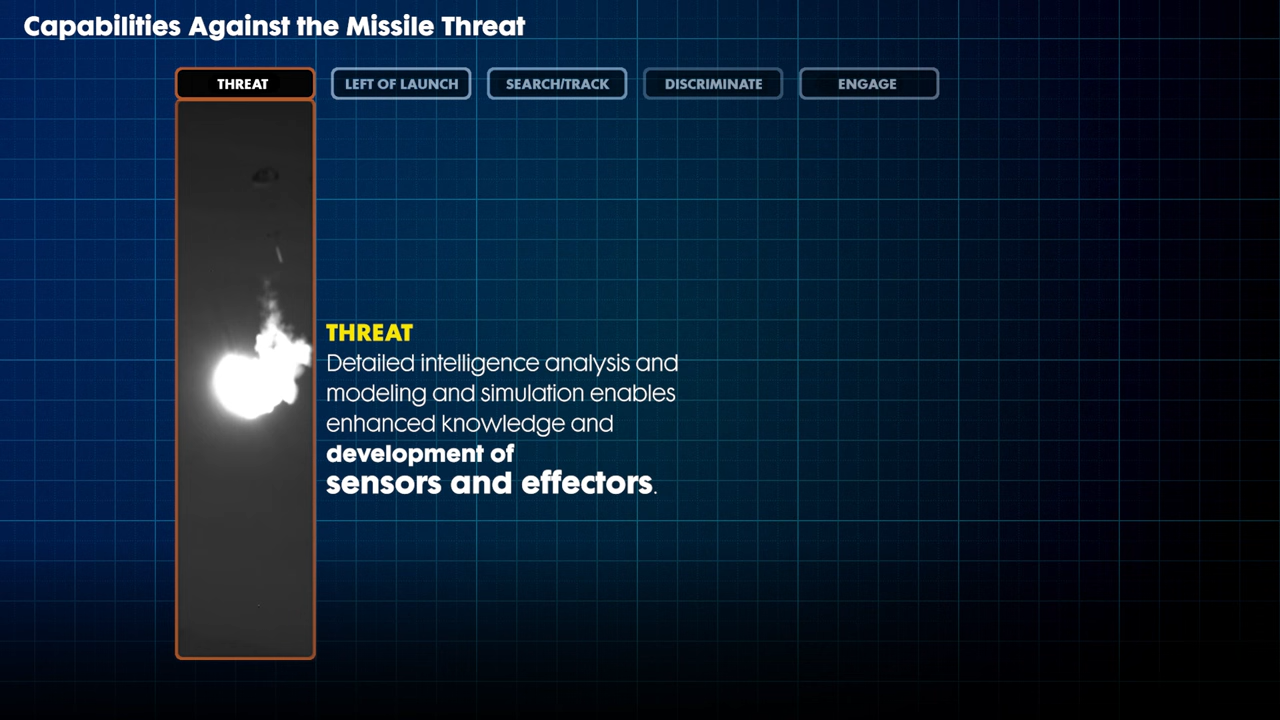 Capabilities Against the Missile Threat
THREAT
LEFT OF LAUNCH
SEARCH/TRACK
DISCRIMINATE
ENGAGE
THREAT
Detailed intelligence analysis and
modeling and simulation enables
enhanced knowledge and
development of
sensors and effectors.